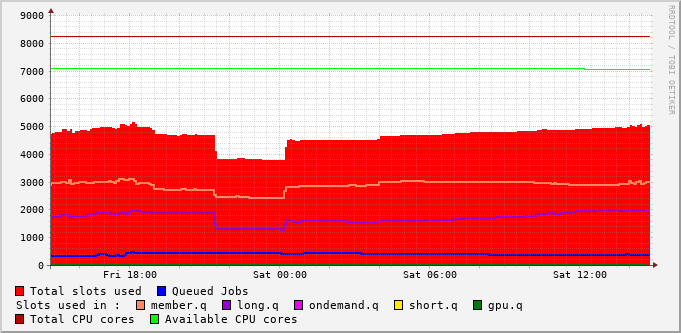 9000
8000
7000
6000
5000
4000
3000
2000
1000
0
Fri 18:00 Sat 00:00 Sat 06:00 Sat 12:00
Total slots used Queued Jobs
Slots used in : member.q long.q ondemand.q short.q gpu.q
Total CPU cores Available CPU cores
RRDTOOL / TOBI OETIKER